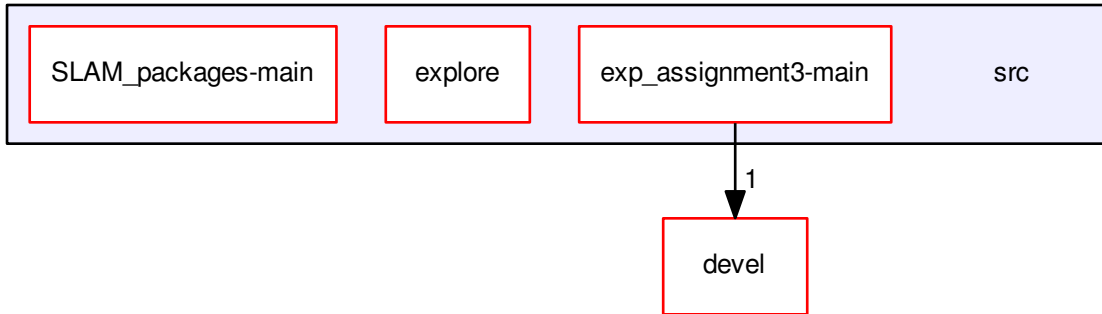 SLAM_packages-main
explore
exp_assignment3-main
src
1
devel